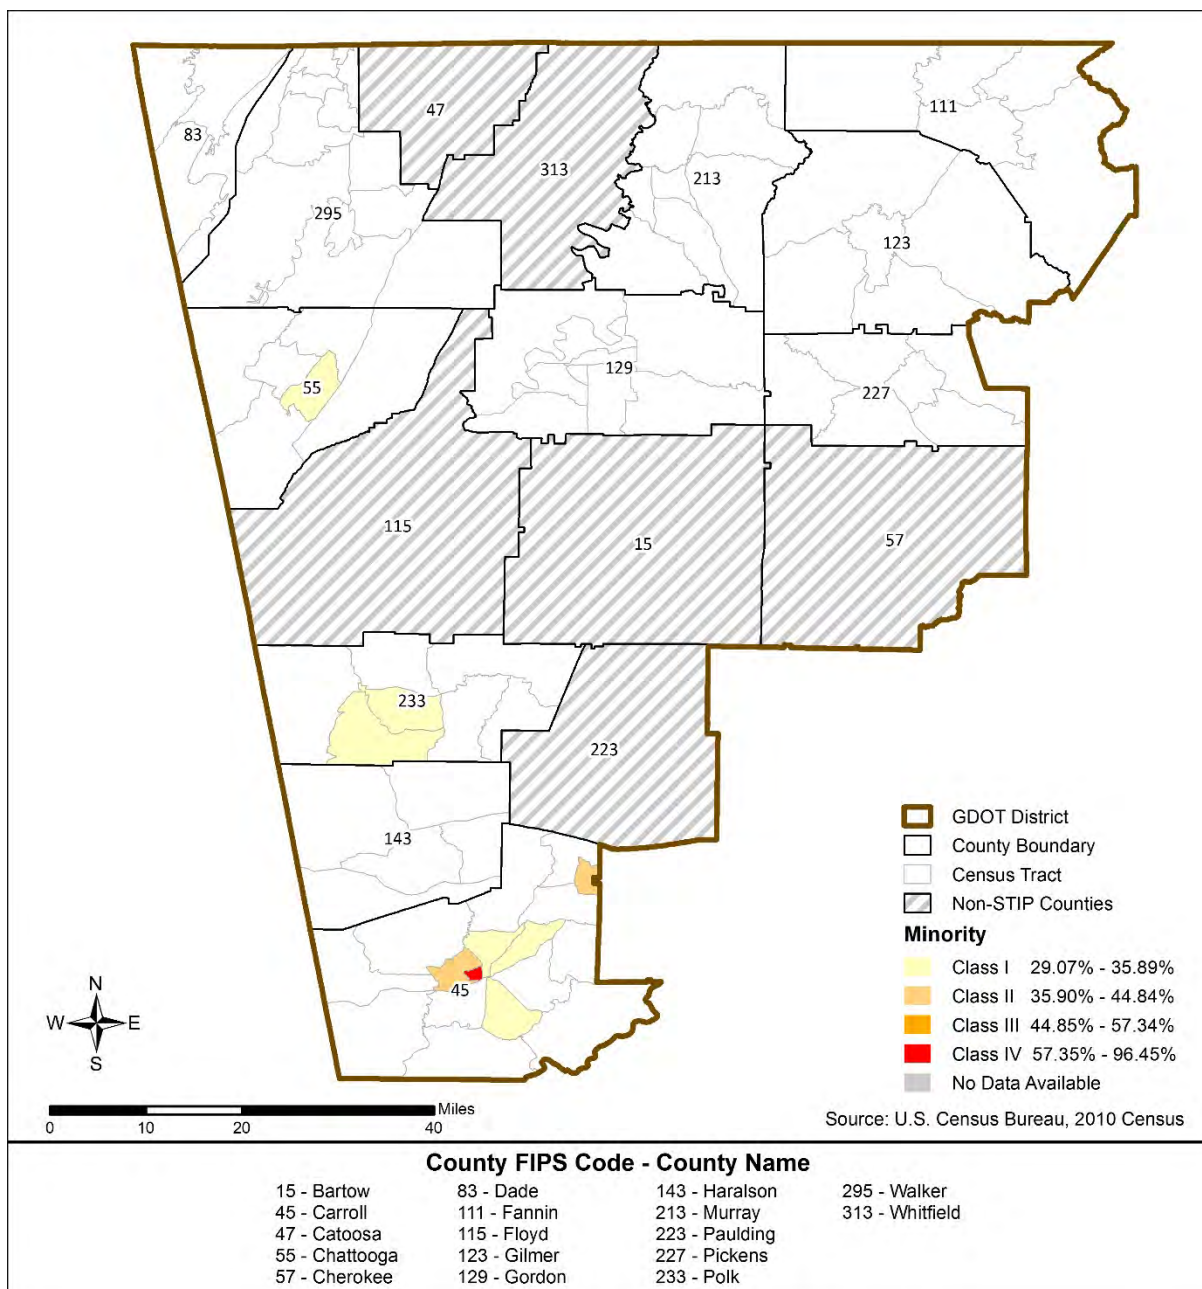 47
111
83
313
213
295
123
55
129
227
115
15
57
233
223
143
45
GDOT District
County Boundary
Census Tract
Non-STIP Counties
Minority
Class I 29.07% - 35.89%
Class II 35.90% - 44.84%
Class III 44.85% - 57.34%
Class IV 57.35% - 96.45%
No Data Available
N
W E
S
Miles
0 10 20 40
Source: U.S. Census Bureau, 2010 Census
County FIPS Code - County Name
15 - Bartow 83 - Dade 143 - Haralson 295 - Walker
45 - Carroll 111 - Fannin 213 - Murray 313 - Whitfield
47 - Catoosa 115 - Floyd 223 - Paulding
55 - Chattooga 123 - Gilmer 227 - Pickens
57 - Cherokee 129 - Gordon 233 - Polk